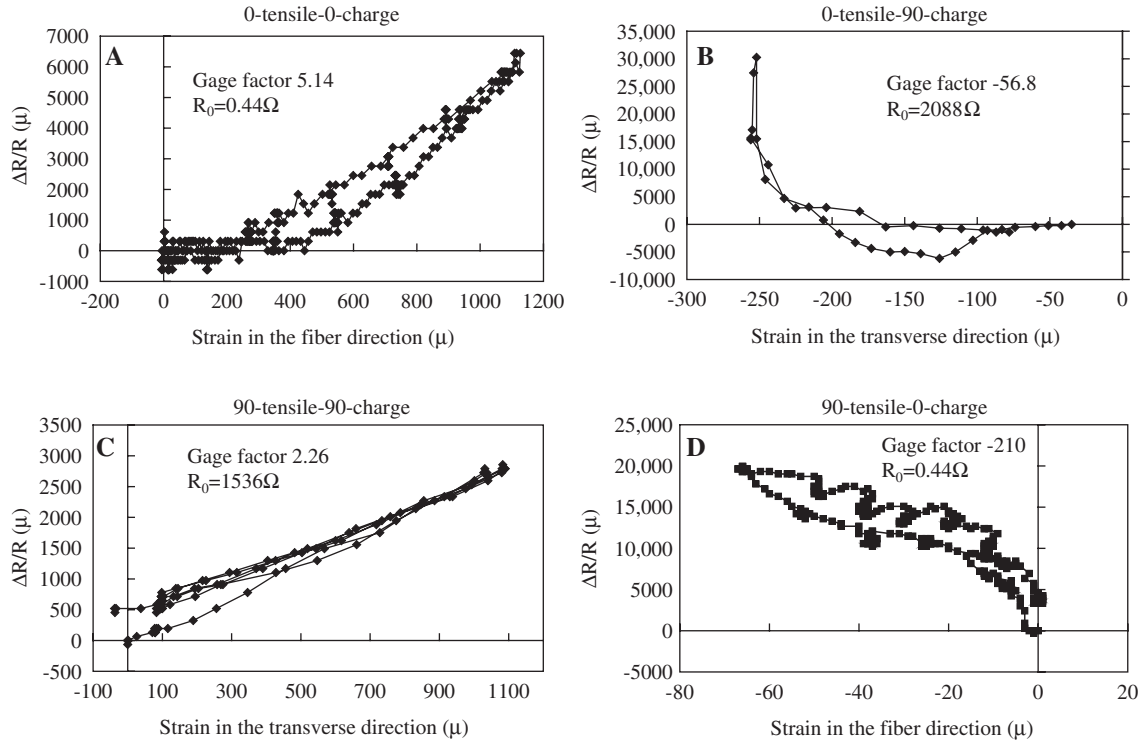 0-tensile-0-charge
A
Gage factor 5.14
R₀=0.44Ω
ΔR/R (μ)
7000
6000
5000
4000
3000
2000
1000
0
-1000
-200 0 200 400 600 800 1000 1200
Strain in the fiber direction (μ)
0-tensile-90-charge
B
Gage factor -56.8
R₀=2088Ω
ΔR/R (μ)
35,000
30,000
25,000
20,000
15,000
10,000
5000
0
-5000
-10,000
-300 -250 -200 -150 -100 -50 0
Strain in the transverse direction (μ)
90-tensile-90-charge
C
Gage factor 2.26
R₀=1536Ω
ΔR/R (μ)
3500
3000
2500
2000
1500
1000
500
0
-500
-100 100 300 500 700 900 1100
Strain in the transverse direction (μ)
90-tensile-0-charge
D
Gage factor -210
R₀=0.44Ω
ΔR/R (μ)
25,000
20,000
15,000
10,000
5000
0
-5000
-80 -60 -40 -20 0 20
Strain in the fiber direction (μ)